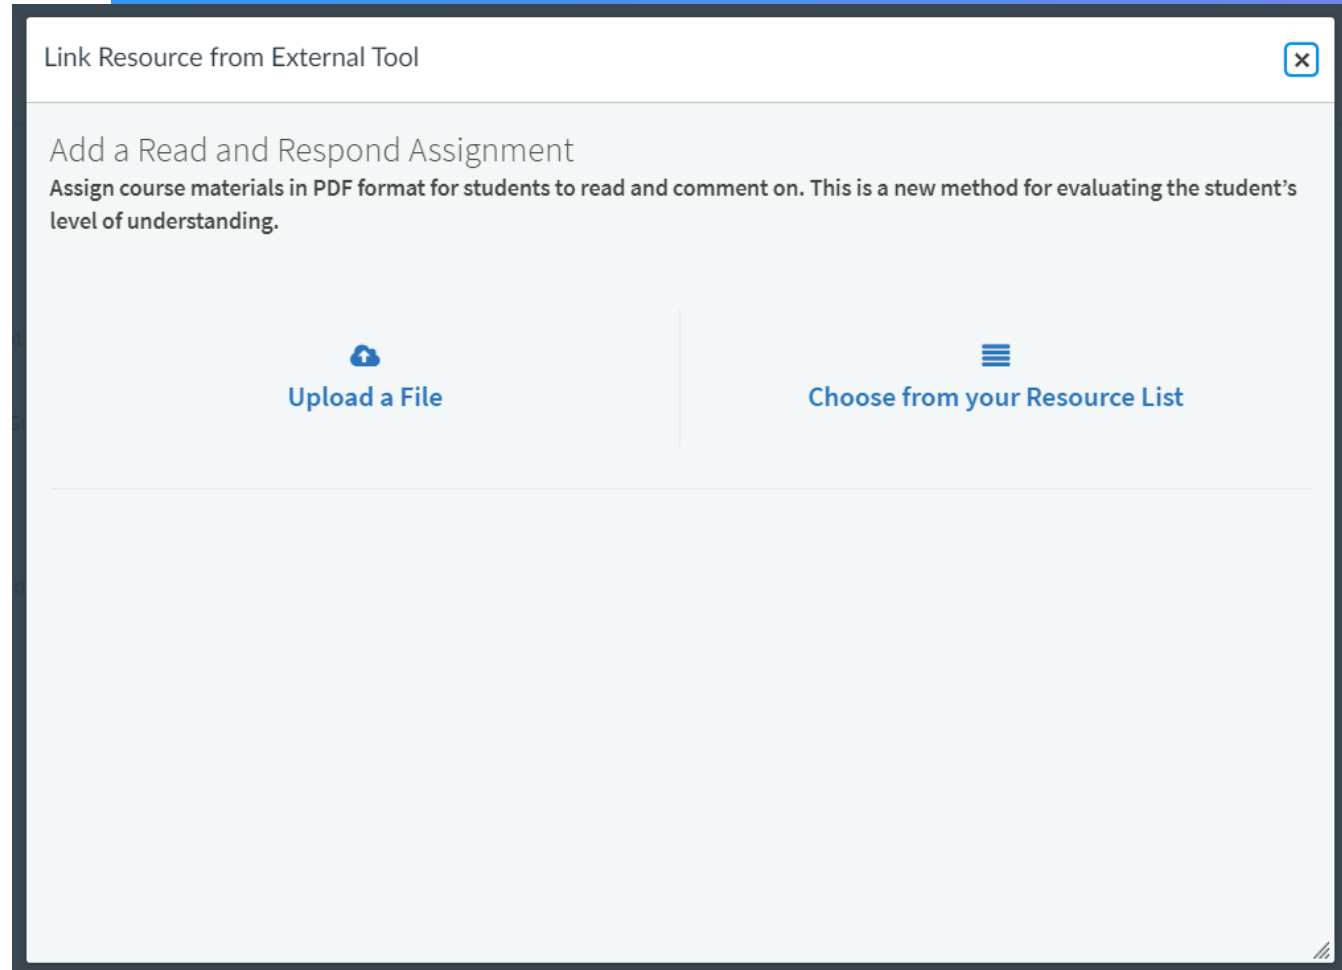 Link Resource from External Tool
Add a Read and Respond Assignment
Assign course materials in PDF format for students to read and comment on. This is a new method for evaluating the student’s
level of understanding.
Upload a File
Choose from your Resource List